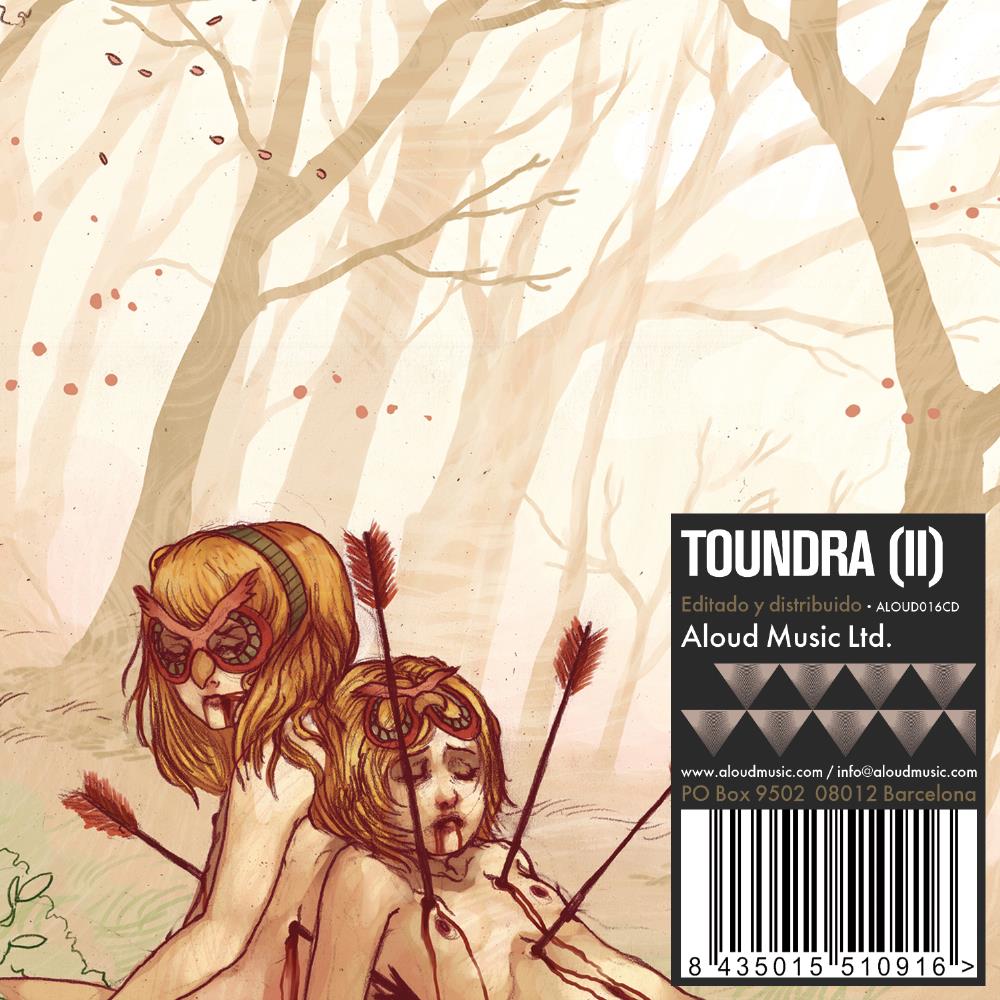 TOUNDRA (II)
Editado y distribuido • ALOUD016CD
Aloud Music Ltd.
www.aloudmusic.com / info@aloudmusic.com
PO Box 9502 08012 Barcelona
8 435015 510916 >